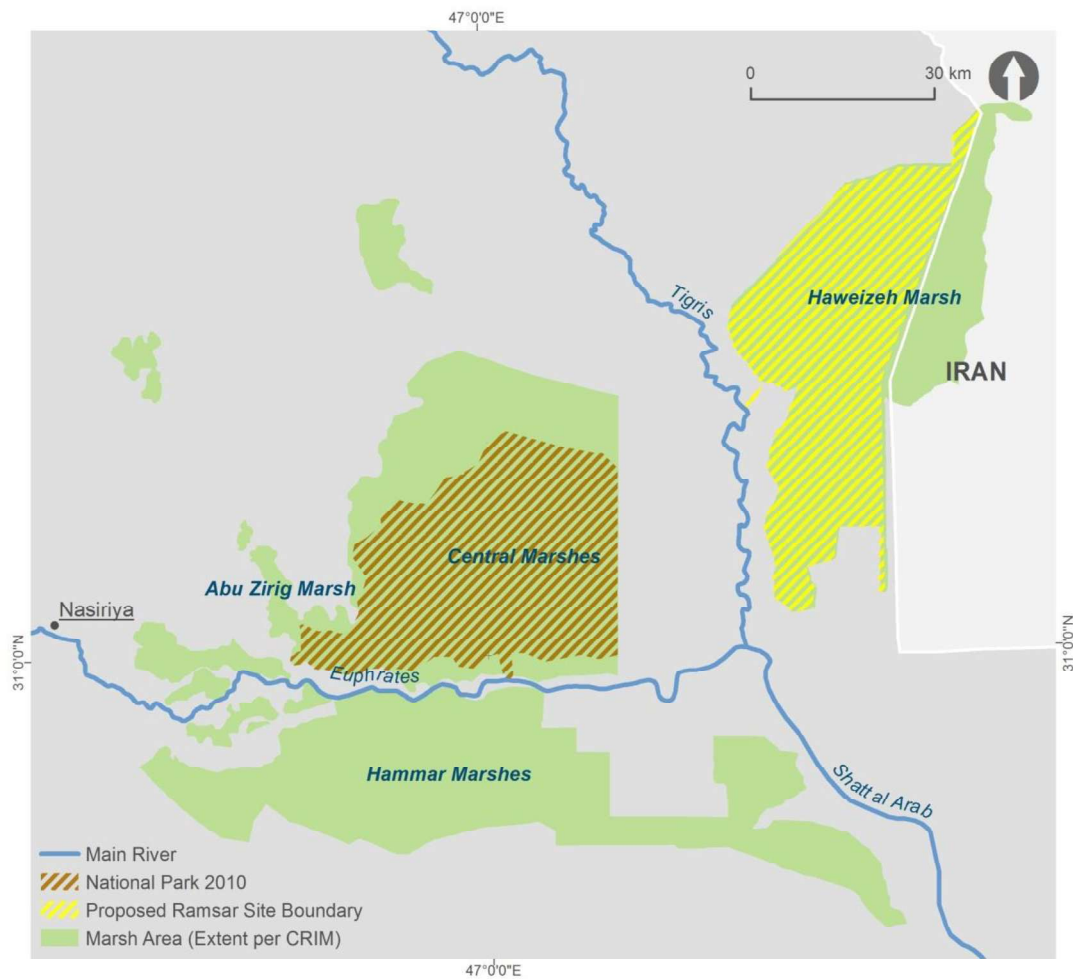 47°0'0"E
0 30 km
Tigris
Haweizeh Marsh
IRAN
Central Marshes
Abu Zirig Marsh
Nasiriya
31°0'0"N
31°0'0"N
Euphrates
Hammar Marshes
Shatt al Arab
Main River
National Park 2010
Proposed Ramsar Site Boundary
Marsh Area (Extent per CRIM)
47°0'0"E